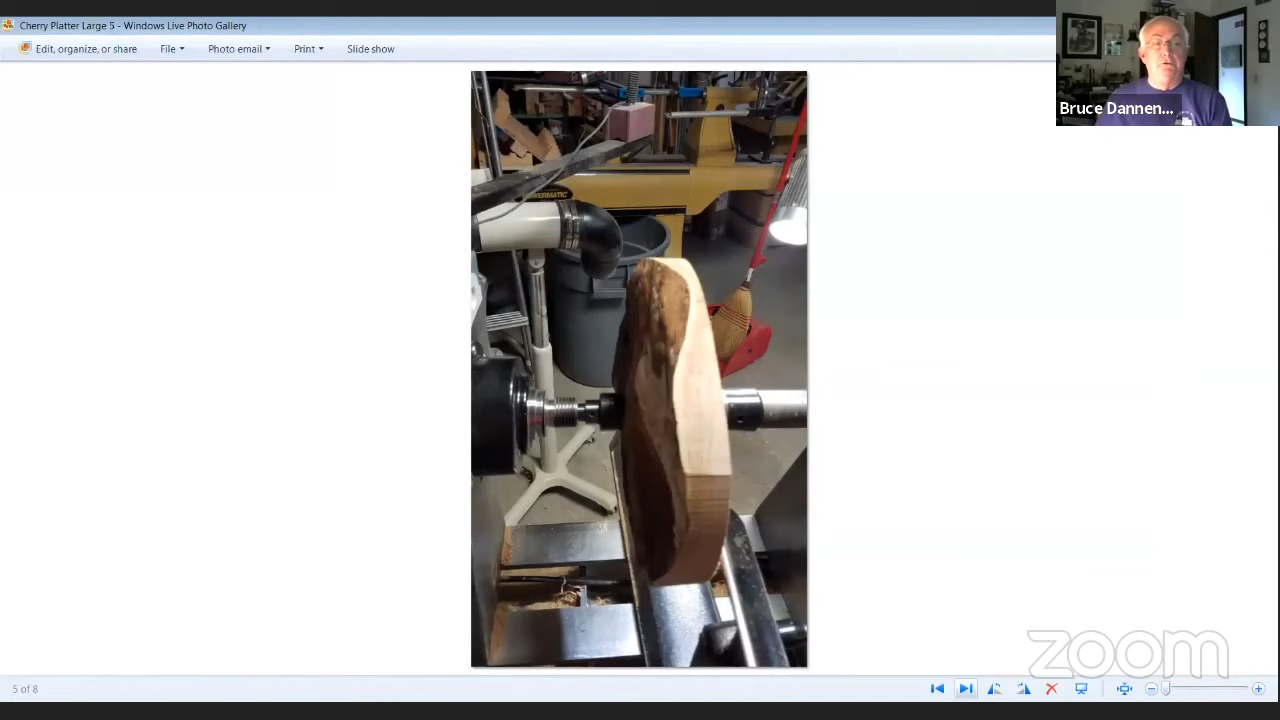 Cherry Platter Large 5 - Windows Live Photo Gallery
Edit, organize, or share File Photo email Print Slide show
Bruce Dannen...
POWERMATIC
zoom
5 of 8